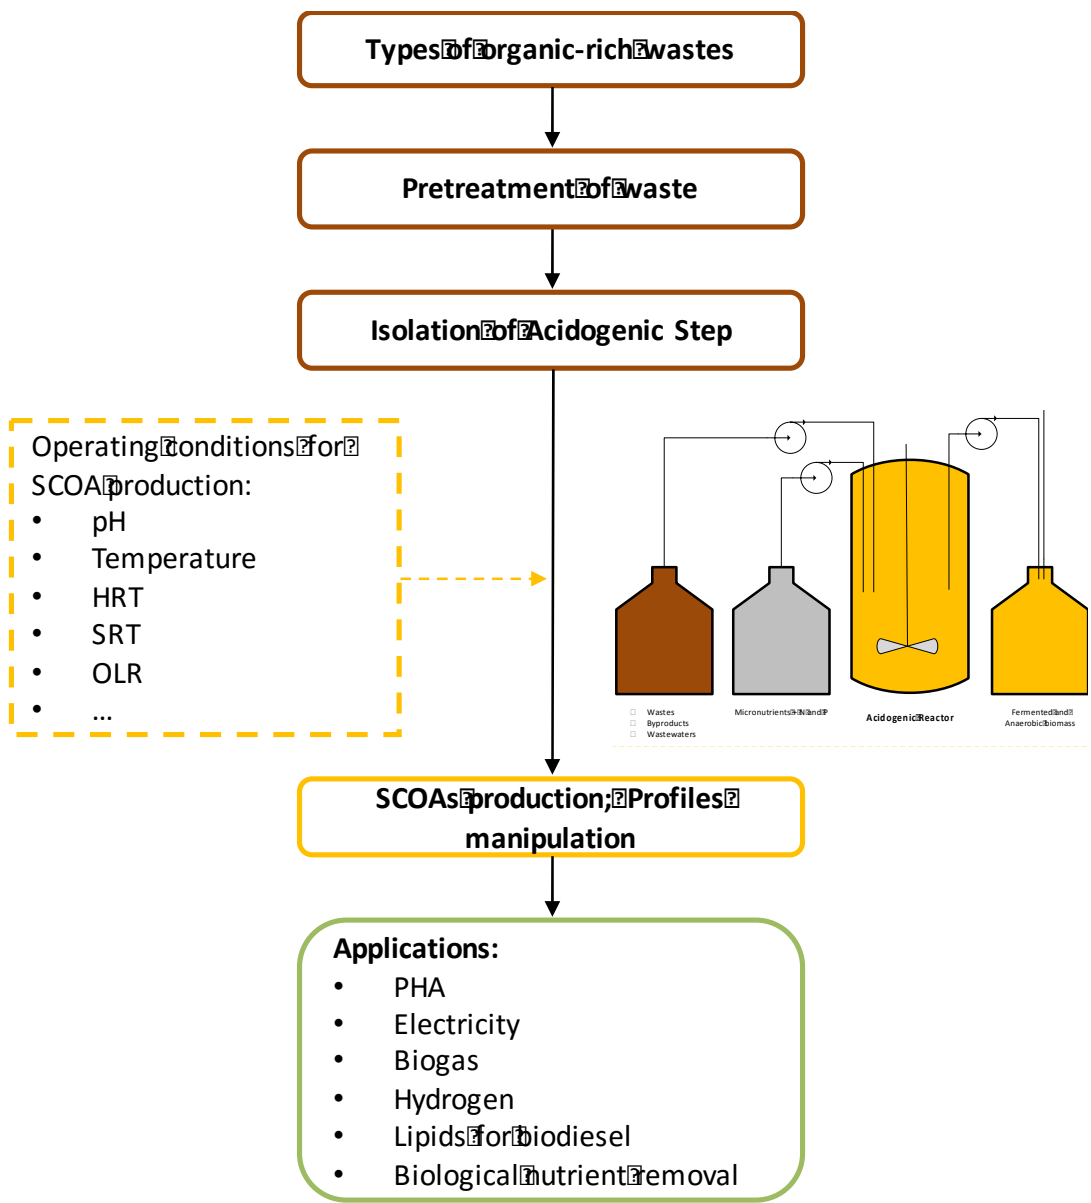 Types of organic-rich wastes
Pretreatment of waste
Isolation of Acidogenic Step
Operating conditions for
SCOA production:
• pH
• Temperature
• HRT
• SRT
• OLR
• ...
Wastes
Byproducts
Wastewaters
Micronutrients + N and P
Acidogenic Reactor
Fermented and
Anaerobic biomass
SCOAs production; Profiles
manipulation
Applications:
• PHA
• Electricity
• Biogas
• Hydrogen
• Lipids for biodiesel
• Biological nutrient removal